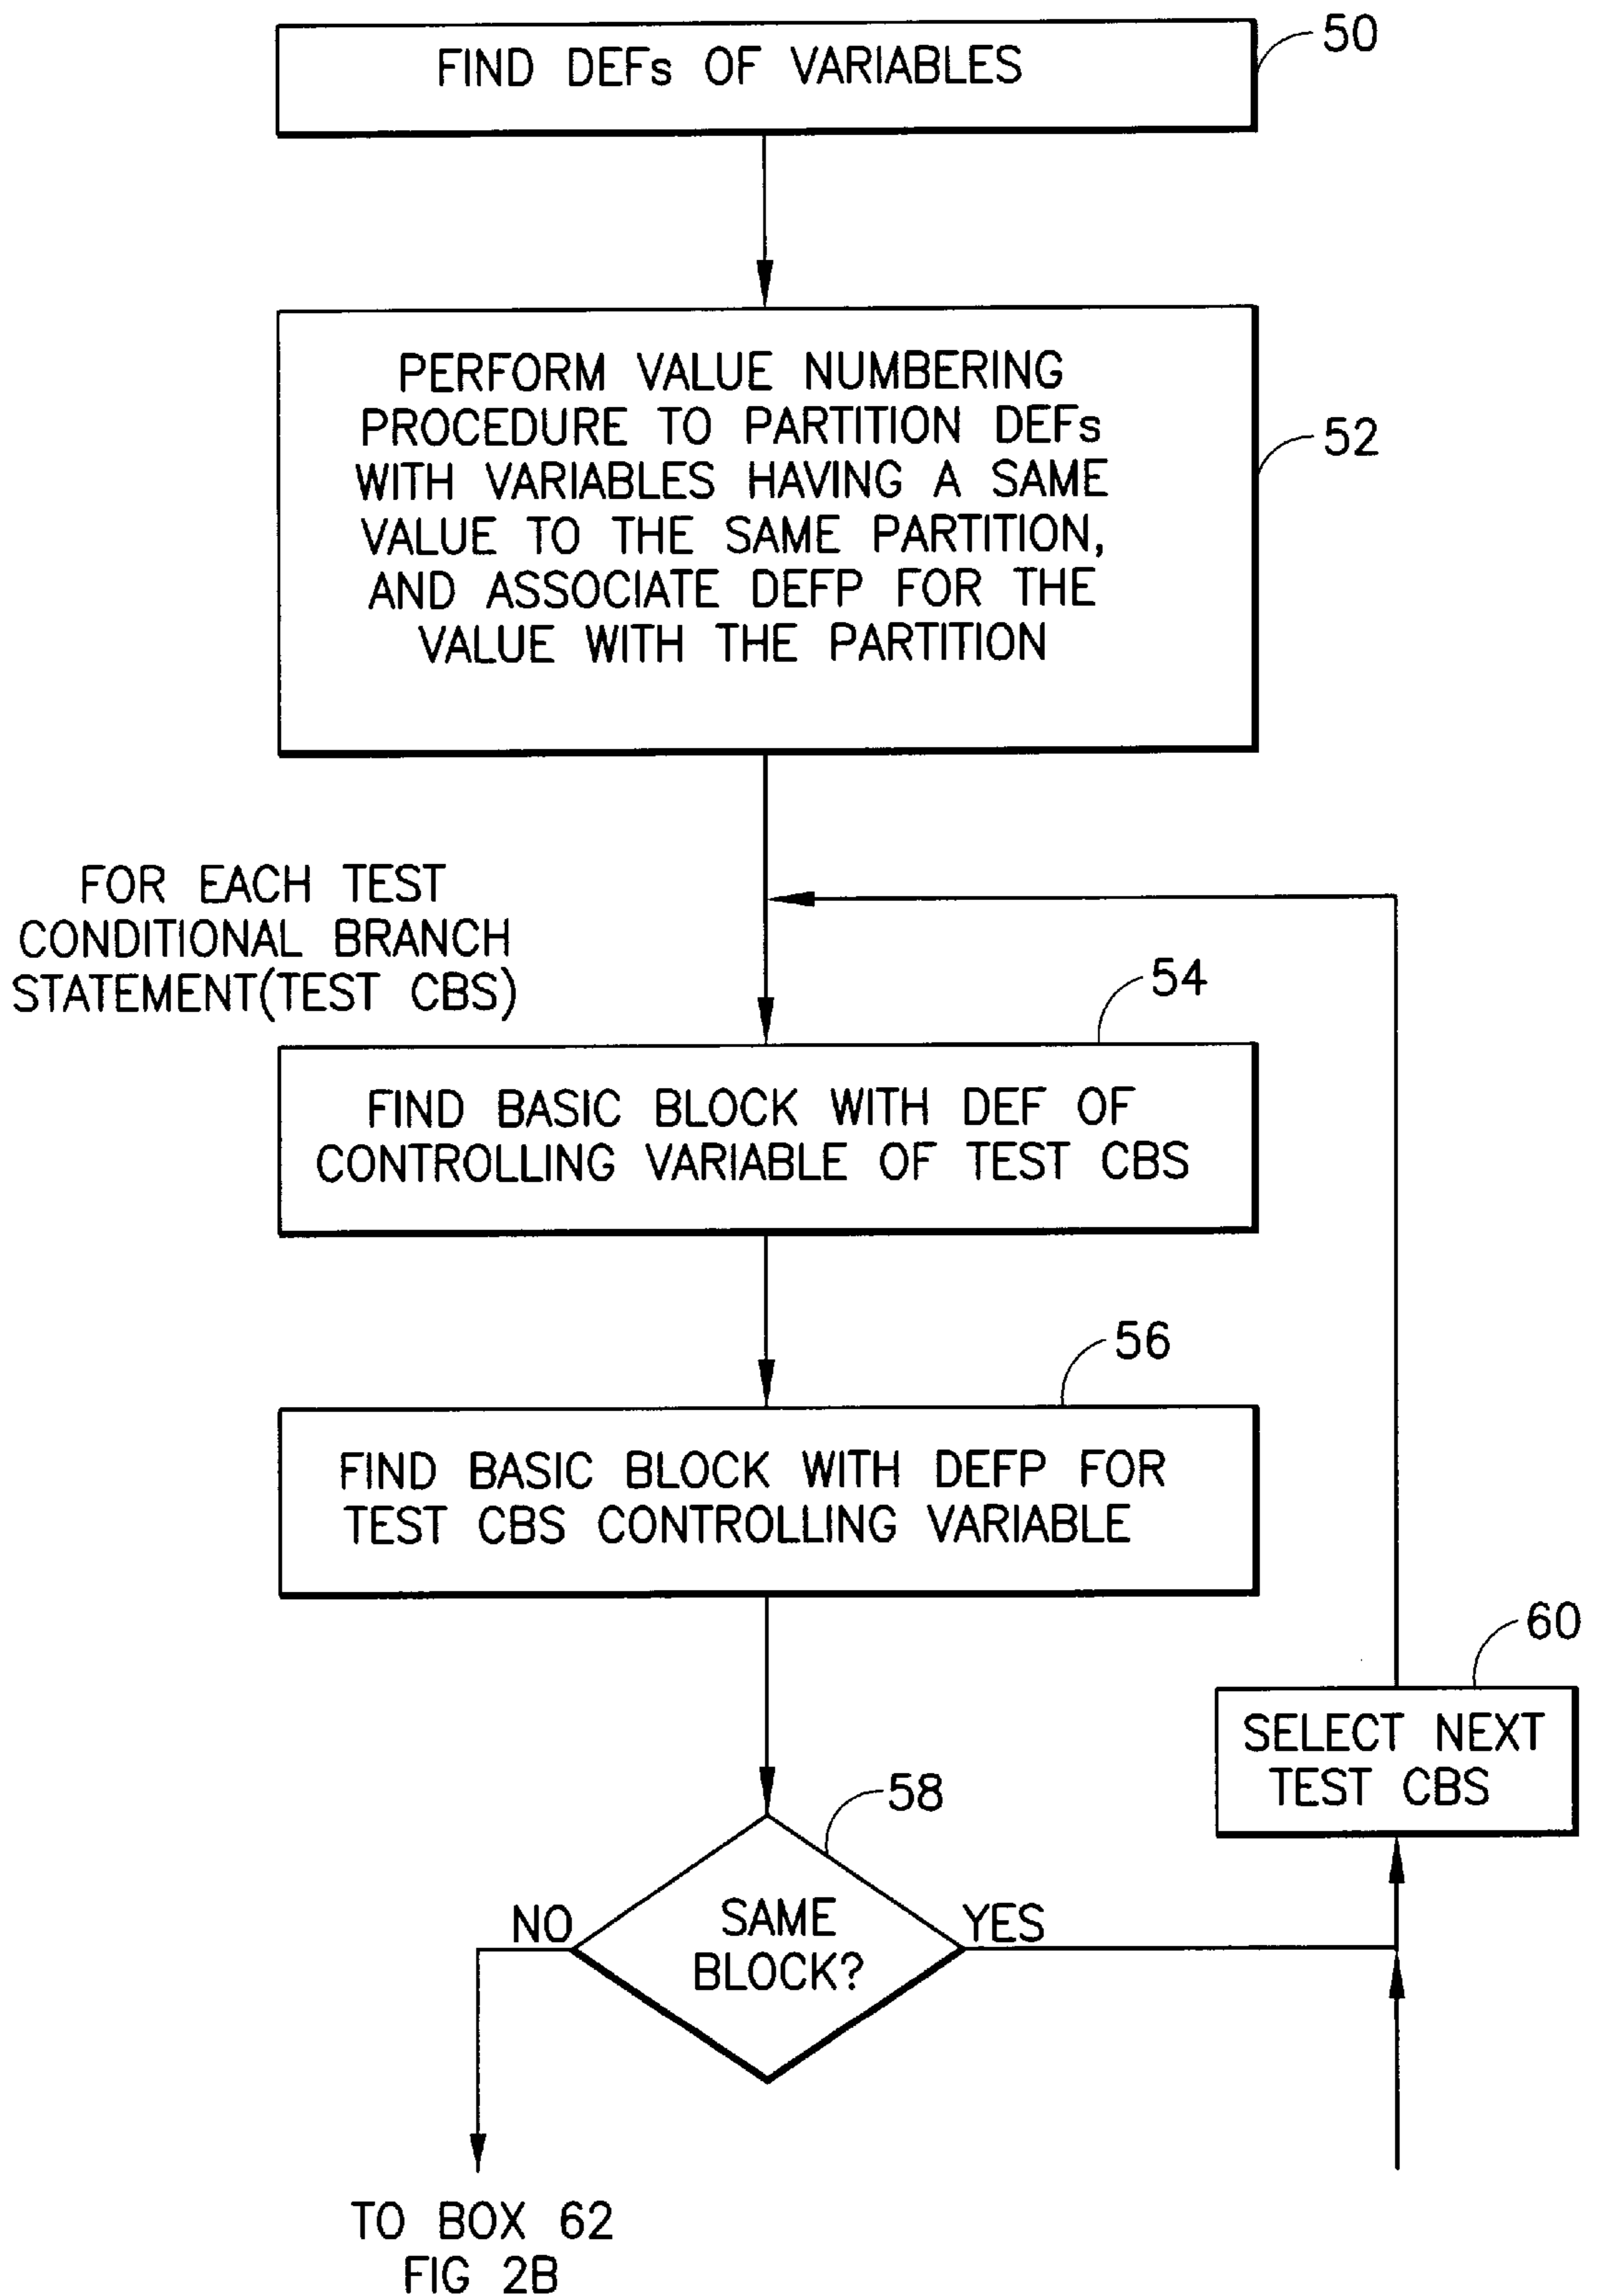 50
FIND DEFs OF VARIABLES
PERFORM VALUE NUMBERING
PROCEDURE TO PARTITION DEFs
WITH VARIABLES HAVING A SAME
VALUE TO THE SAME PARTITION,
AND ASSOCIATE DEFP FOR THE
VALUE WITH THE PARTITION
52
FOR EACH TEST
CONDITIONAL BRANCH
STATEMENT(TEST CBS)
54
FIND BASIC BLOCK WITH DEF OF
CONTROLLING VARIABLE OF TEST CBS
56
FIND BASIC BLOCK WITH DEFP FOR
TEST CBS CONTROLLING VARIABLE
60
SELECT NEXT
TEST CBS
58
NO
SAME
BLOCK?
YES
TO BOX 62
FIG 2B